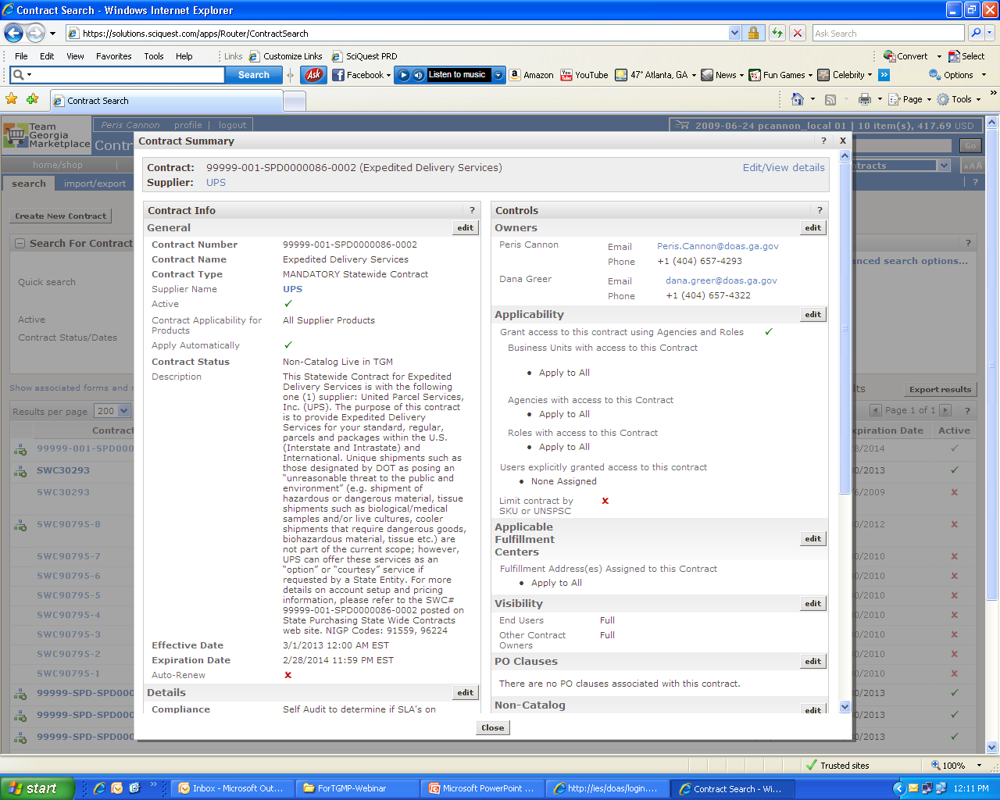 Contract Search - Windows Internet Explorer
https://solutions.sciquest.com/apps/Router/ContractSearch
Ask Search
File Edit View Favorites Tools Help Links Customize Links SciQuest PRD Convert Select
Search Ask Facebook Listen to music Amazon YouTube 47° Atlanta, GA News Fun Games Celebrity » Options
Contract Search
Page Tools »
Team Georgia Marketplace
Peris Cannon profile | logout
2009-06-24 pcannon_local 01 | 10 item(s), 417.69 USD
Contr
Go
home/shop |
ntracts
AAA
search import/export
| ?
Create New Contract
Search For Contract
?
anced search options...
Quick search
Active
Contract Status/Dates
Show associated forms and r
ts
Export results
Results per page 200
Page 1 of 1 ?
Contract
xpiration Date Active
99999-001-SPD000
8/2014
SWC30293
0/2013
SWC30293
/6/2009
SWC90795-8
0/2012
SWC90795-7
0/2010
SWC90795-6
0/2010
SWC90795-5
0/2010
SWC90795-4
0/2010
SWC90795-3
0/2010
SWC90795-2
0/2010
SWC90795-1
0/2010
99999-SPD-SPD000
0/2013
99999-SPD-SPD000
0/2013
99999-SPD-SPD000
0/2013
Contract Summary ? X
Contract: 99999-001-SPD0000086-0002 (Expedited Delivery Services) Edit/View details
Supplier: UPS
Contract Info ?
General edit
Contract Number 99999-001-SPD0000086-0002
Contract Name Expedited Delivery Services
Contract Type MANDATORY Statewide Contract
Supplier Name UPS
Active ✓
Contract Applicability for Products All Supplier Products
Apply Automatically ✓
Contract Status Non-Catalog Live in TGM
Description This Statewide Contract for Expedited
Delivery Services is with the following
one (1) supplier: United Parcel Services,
Inc. (UPS). The purpose of this contract
is to provide Expedited Delivery
Services for your standard, regular,
parcels and packages within the U.S.
(Interstate and Intrastate) and
International. Unique shipments such as
those designated by DOT as posing an
“unreasonable threat to the public and
environment” (e.g. shipment of
hazardous or dangerous material, tissue
shipments such as biological/medical
samples and/or live cultures, cooler
shipments that require dangerous goods,
biohazardous material, tissue etc.) are
not part of the current scope; however,
UPS can offer these services as an
“option” or “courtesy” service if
requested by a State Entity. For more
details on account setup and pricing
information, please refer to the SWC#
99999-001-SPD0000086-0002 posted on
State Purchasing State Wide Contracts
web site. NIGP Codes: 91559, 96224
Effective Date 3/1/2013 12:00 AM EST
Expiration Date 2/28/2014 11:59 PM EST
Auto-Renew ✗
Details edit
Compliance Self Audit to determine if SLA's on
Controls ?
Owners edit
Peris Cannon Email Peris.Cannon@doas.ga.gov
Phone +1 (404) 657-4293
Dana Greer Email dana.greer@doas.ga.gov
Phone +1 (404) 657-4322
Applicability edit
Grant access to this contract using Agencies and Roles ✓
Business Units with access to this Contract
• Apply to All
Agencies with access to this Contract
• Apply to All
Roles with access to this Contract
• Apply to All
Users explicitly granted access to this contract
• None Assigned
Limit contract by SKU or UNSPSC ✗
Applicable Fulfillment Centers edit
Fulfillment Address(es) Assigned to this Contract
• Apply to All
Visibility edit
End Users Full
Other Contract Owners Full
PO Clauses edit
There are no PO clauses associated with this contract.
Non-Catalog edit
Close
Trusted sites 100%
start » Inbox - Microsoft Out... ForTGMP-Webinar Microsoft PowerPoint ... http://ies/doas/login.... Contract Search - Wi... 12:11 PM